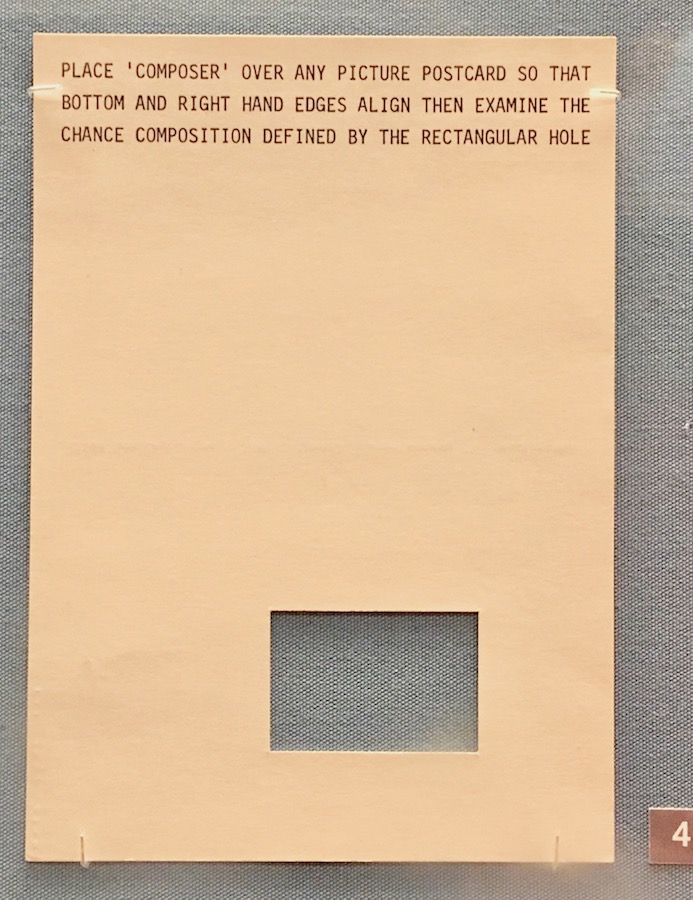 PLACE 'COMPOSER' OVER ANY PICTURE POSTCARD SO THAT
BOTTOM AND RIGHT HAND EDGES ALIGN THEN EXAMINE THE
CHANCE COMPOSITION DEFINED BY THE RECTANGULAR HOLE
4